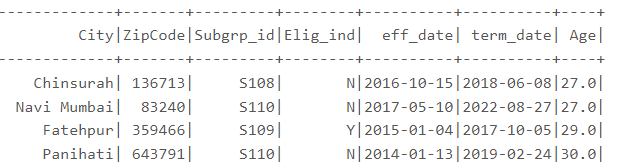 -------------+-------+---------+--------+----------+----------+----+
City|ZipCode|Subgrp_id|Elig_ind|  eff_date| term_date| Age|
-------------+-------+---------+--------+----------+----------+----+
Chinsurah| 136713|     S108|       N|2016-10-15|2018-06-08|27.0|
Navi Mumbai|  83240|     S110|       N|2017-05-10|2022-08-27|27.0|
Fatehpur| 359466|     S109|       Y|2015-01-04|2017-10-05|29.0|
Panihati| 643791|     S110|       N|2014-01-13|2019-02-24|30.0|